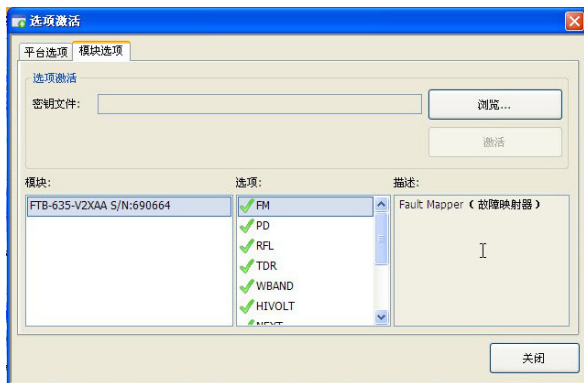 选项激活
平台选项 模块选项
选项激活
密钥文件:
浏览...
激活
模块:
选项:
描述:
FTB-635-V2XAA S/N:690664
FM
PD
RFL
TDR
WBAND
HIVOLT
NEXT
Fault Mapper ( 故障映射器 )
关闭